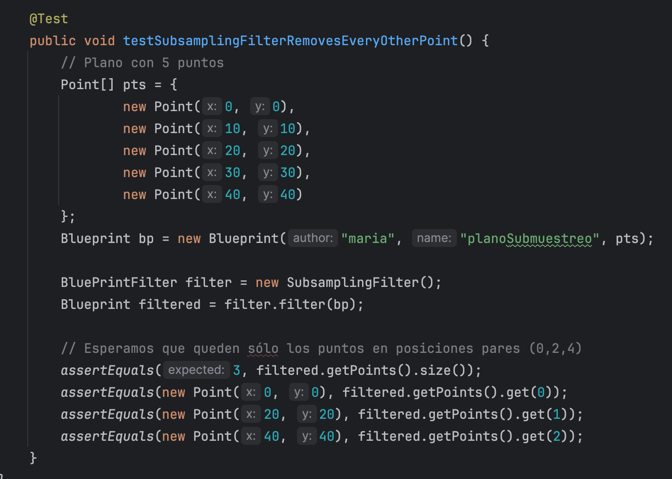 @Test
public void testSubsamplingFilterRemovesEveryOtherPoint() {
// Plano con 5 puntos
Point[] pts = {
new Point( x: 0, y: 0),
new Point( x: 10, y: 10),
new Point( x: 20, y: 20),
new Point( x: 30, y: 30),
new Point( x: 40, y: 40)
};
Blueprint bp = new Blueprint( author: "maria", name: "planoSubmuestreo", pts);
BluePrintFilter filter = new SubsamplingFilter();
Blueprint filtered = filter.filter(bp);
// Esperamos que queden sólo los puntos en posiciones pares (0,2,4)
assertEquals( expected: 3, filtered.getPoints().size());
assertEquals(new Point( x: 0, y: 0), filtered.getPoints().get(0));
assertEquals(new Point( x: 20, y: 20), filtered.getPoints().get(1));
assertEquals(new Point( x: 40, y: 40), filtered.getPoints().get(2));
}